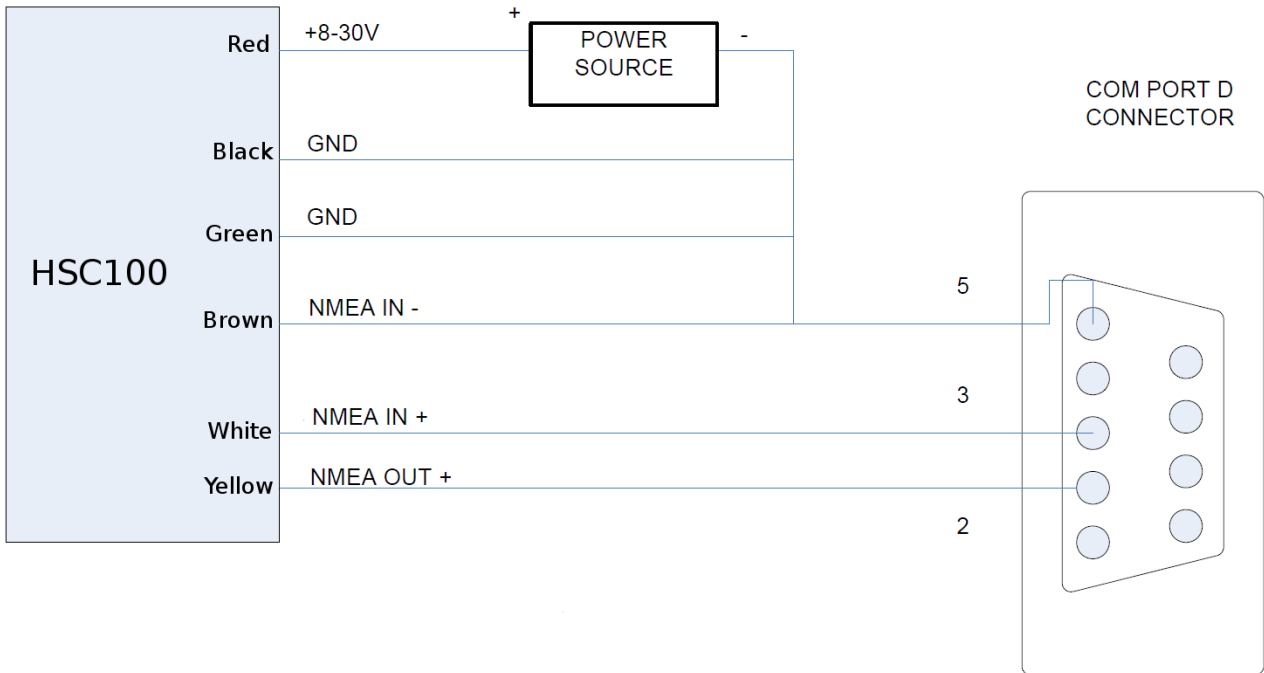 +
Red
+8-30V
POWER
SOURCE
-
COM PORT D
CONNECTOR
Black
GND
Green
GND
HSC100
5
Brown
NMEA IN -
3
White
NMEA IN +
Yellow
NMEA OUT +
2